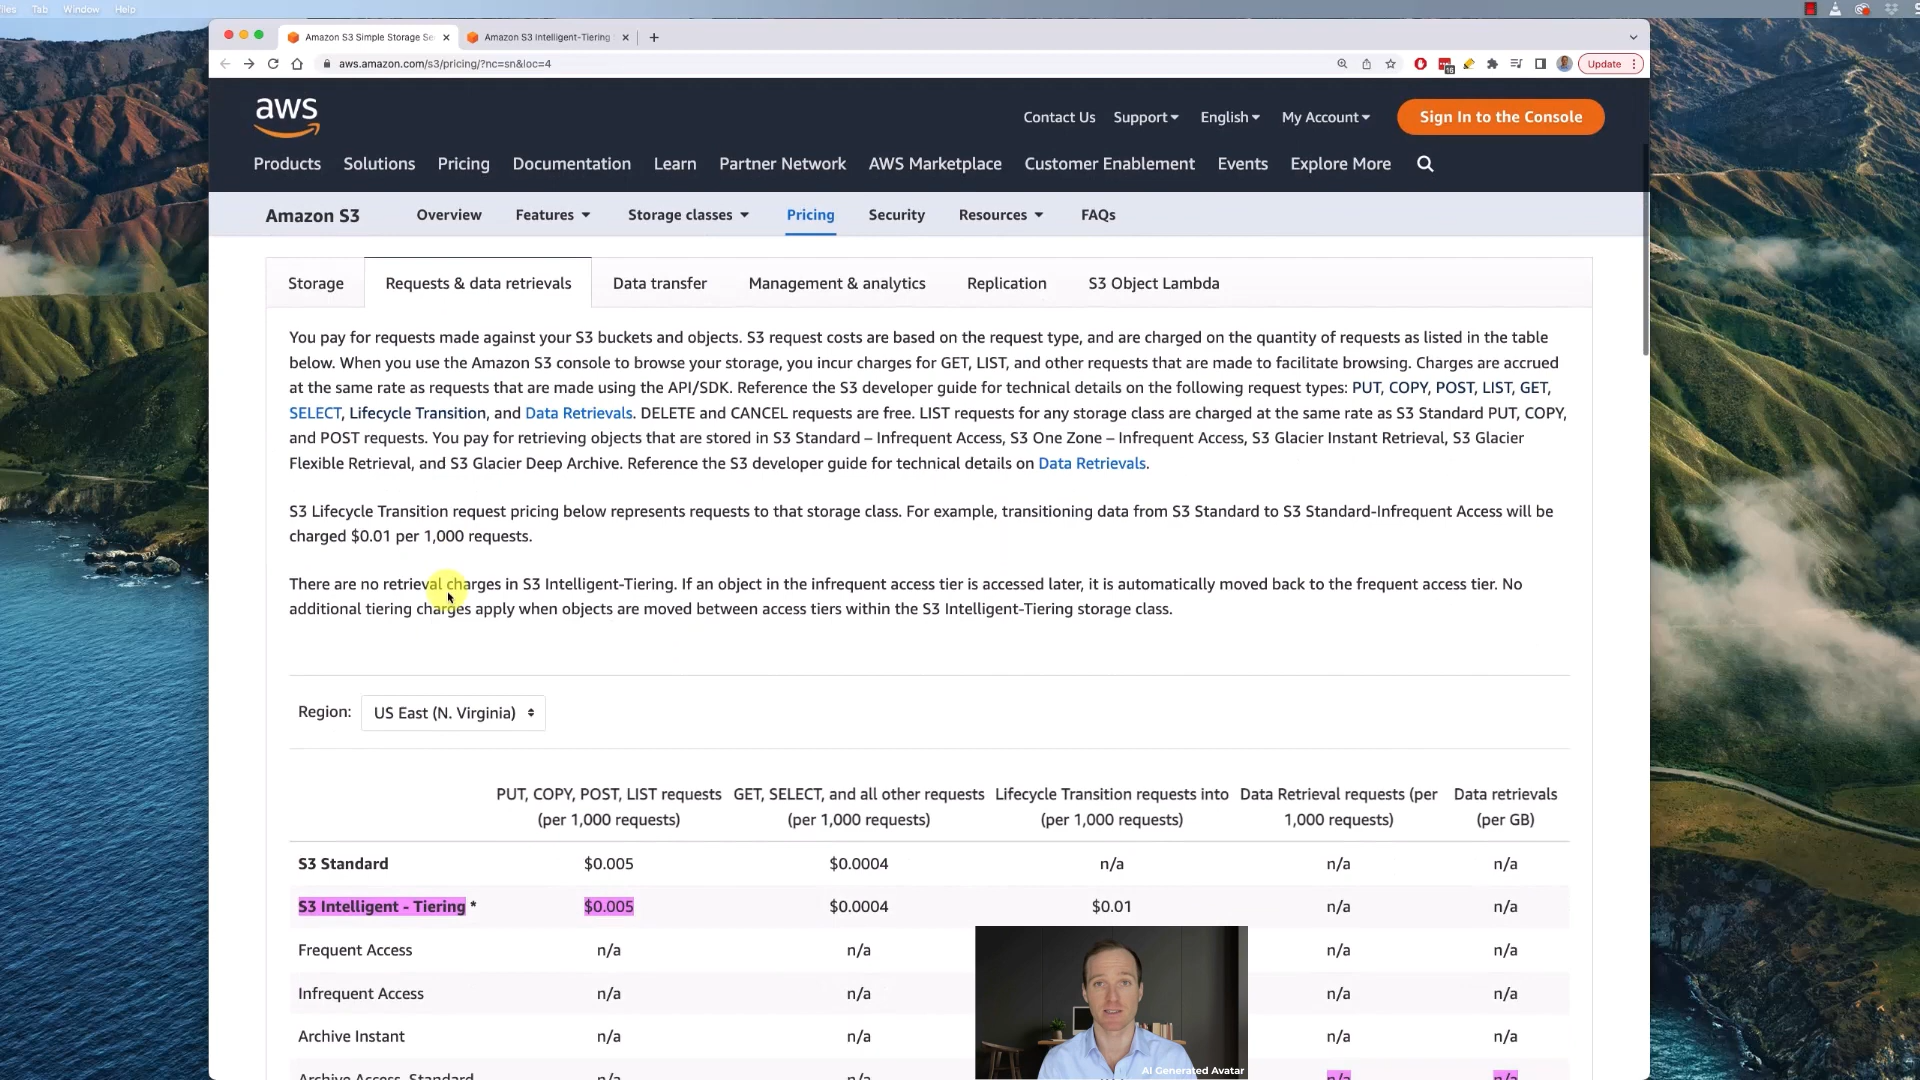 Tab Window Help
Amazon S3 Simple Storage Se
Amazon S3 Intelligent-Tiering
aws.amazon.com/s3/pricing/?nc=sn&loc=4
16
Update
aws
Contact Us Support English My Account Sign In to the Console
Products Solutions Pricing Documentation Learn Partner Network AWS Marketplace Customer Enablement Events Explore More
Amazon S3 Overview Features Storage classes Pricing Security Resources FAQs
Storage Requests & data retrievals Data transfer Management & analytics Replication S3 Object Lambda
You pay for requests made against your S3 buckets and objects. S3 request costs are based on the request type, and are charged on the quantity of requests as listed in the table
below. When you use the Amazon S3 console to browse your storage, you incur charges for GET, LIST, and other requests that are made to facilitate browsing. Charges are accrued
at the same rate as requests that are made using the API/SDK. Reference the S3 developer guide for technical details on the following request types: PUT, COPY, POST, LIST, GET,
SELECT, Lifecycle Transition, and Data Retrievals. DELETE and CANCEL requests are free. LIST requests for any storage class are charged at the same rate as S3 Standard PUT, COPY,
and POST requests. You pay for retrieving objects that are stored in S3 Standard – Infrequent Access, S3 One Zone – Infrequent Access, S3 Glacier Instant Retrieval, S3 Glacier
Flexible Retrieval, and S3 Glacier Deep Archive. Reference the S3 developer guide for technical details on Data Retrievals.
S3 Lifecycle Transition request pricing below represents requests to that storage class. For example, transitioning data from S3 Standard to S3 Standard-Infrequent Access will be
charged $0.01 per 1,000 requests.
There are no retrieval charges in S3 Intelligent-Tiering. If an object in the infrequent access tier is accessed later, it is automatically moved back to the frequent access tier. No
additional tiering charges apply when objects are moved between access tiers within the S3 Intelligent-Tiering storage class.
Region: US East (N. Virginia)
PUT, COPY, POST, LIST requests GET, SELECT, and all other requests Lifecycle Transition requests into Data Retrieval requests (per Data retrievals
(per 1,000 requests) (per 1,000 requests) (per 1,000 requests) 1,000 requests) (per GB)
S3 Standard $0.005 $0.0004 n/a n/a n/a
S3 Intelligent - Tiering * $0.005 $0.0004 $0.01 n/a n/a
Frequent Access n/a n/a n/a n/a
Infrequent Access n/a n/a n/a n/a
Archive Instant n/a n/a n/a n/a
Archive Access, Standard n/a n/a n/a n/a
AI Generated Avatar